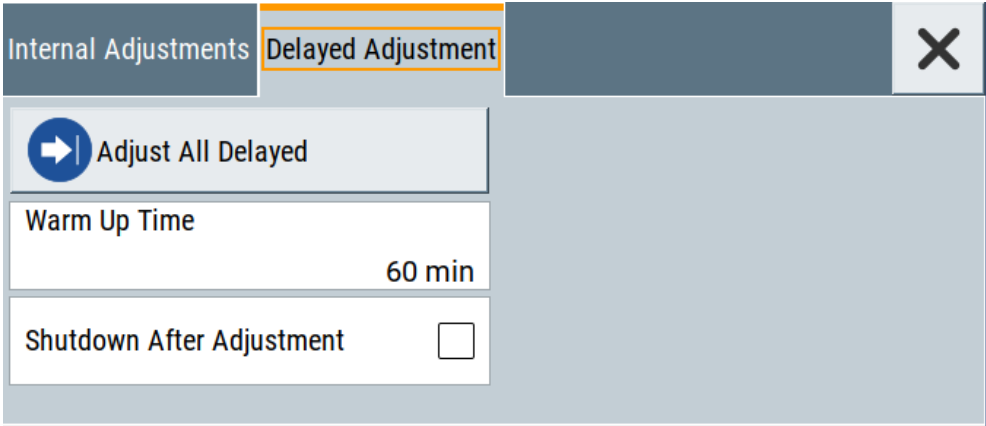 Internal Adjustments
Delayed Adjustment
Adjust All Delayed
Warm Up Time
60 min
Shutdown After Adjustment